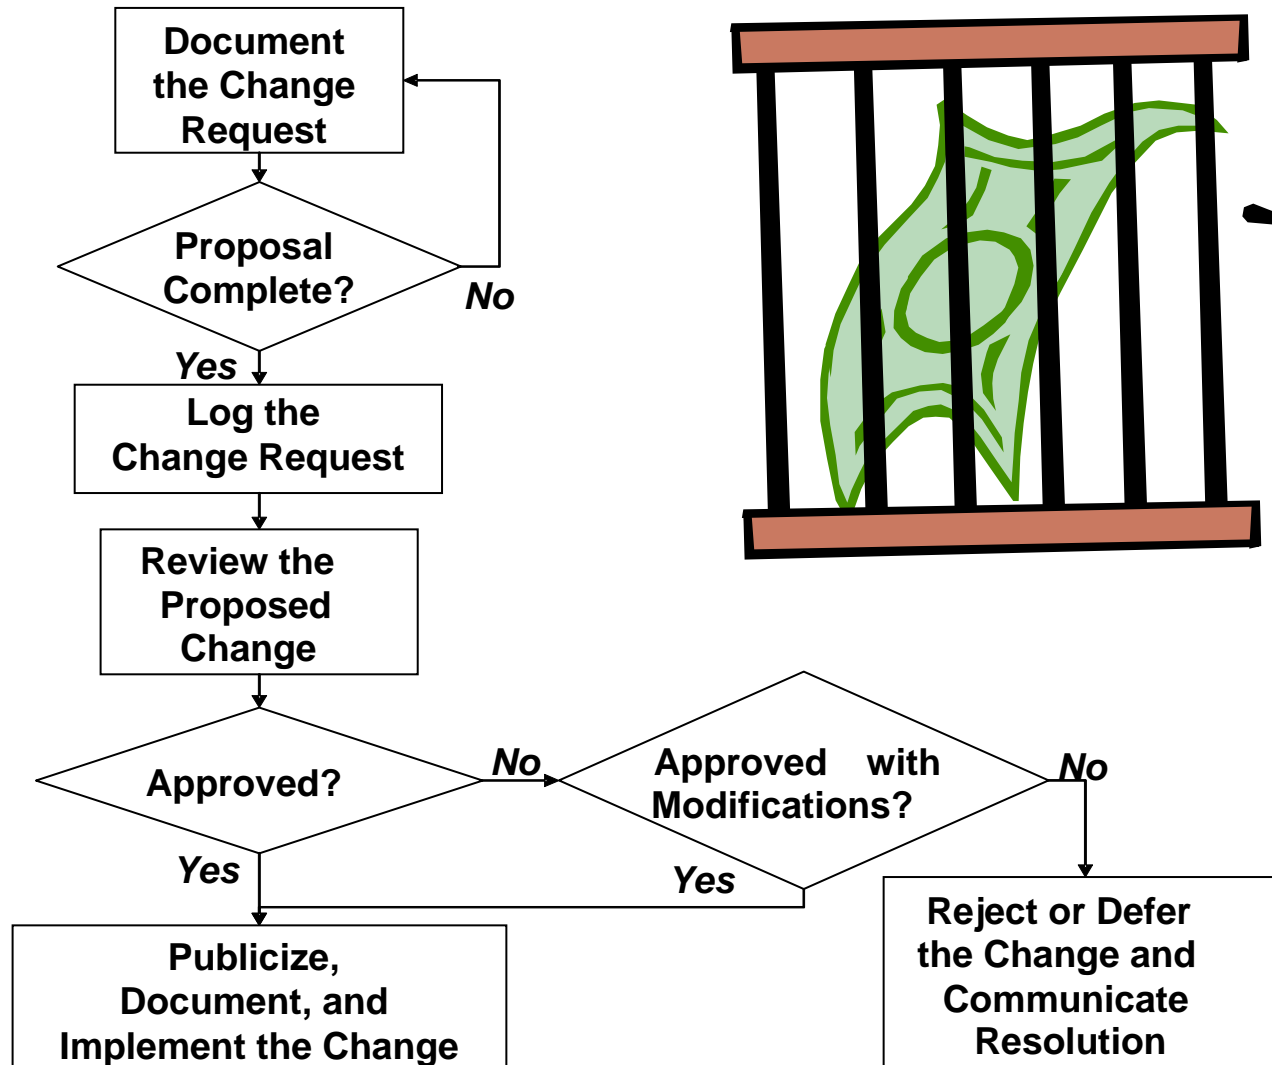 Document
the Change
Request
Proposal
Complete?
No
Yes
Log the
Change Request
Review the
Proposed
Change
Approved?
No
Approved with
Modifications?
No
Yes
Yes
Publicize,
Document, and
Implement the Change
Reject or Defer
the Change and
Communicate
Resolution